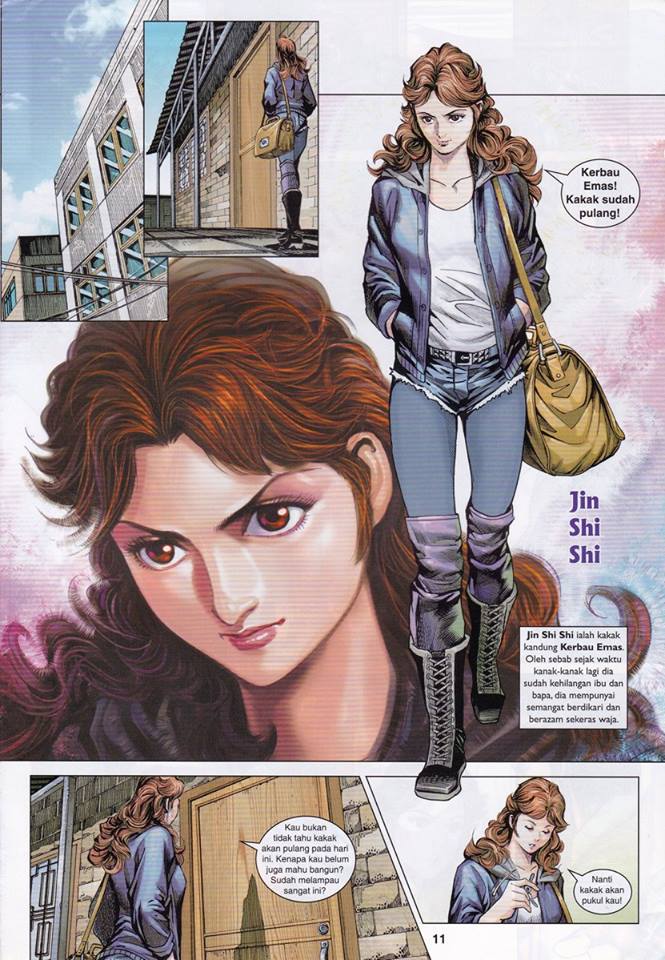 Kerbau
Emas!
Kakak sudah
pulang!
Jin
Shi
Shi
Jin Shi Shi ialah kakak
kandung Kerbau Emas.
Oleh sebab sejak waktu
kanak-kanak lagi dia
sudah kehilangan ibu dan
bapa, dia mempunyai
semangat berdikari dan
berazam sekeras waja.
Kau bukan
tidak tahu kakak
akan pulang pada hari
ini. Kenapa kau belum
juga mahu bangun?
Sudah melampau
sangat ini?
Nanti
kakak akan
pukul kau!
11